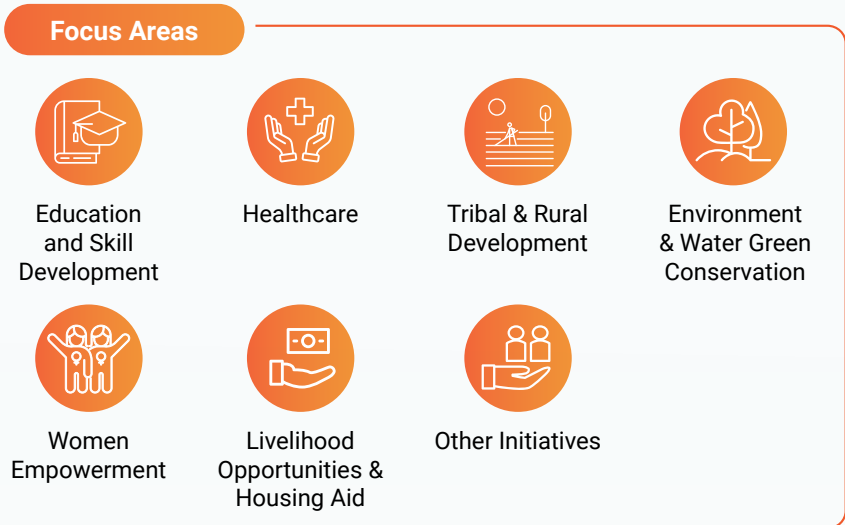 Focus Areas
Education
and Skill
Development
Healthcare
Tribal & Rural
Development
Environment
& Water Green
Conservation
Women
Empowerment
Livelihood
Opportunities &
Housing Aid
Other Initiatives